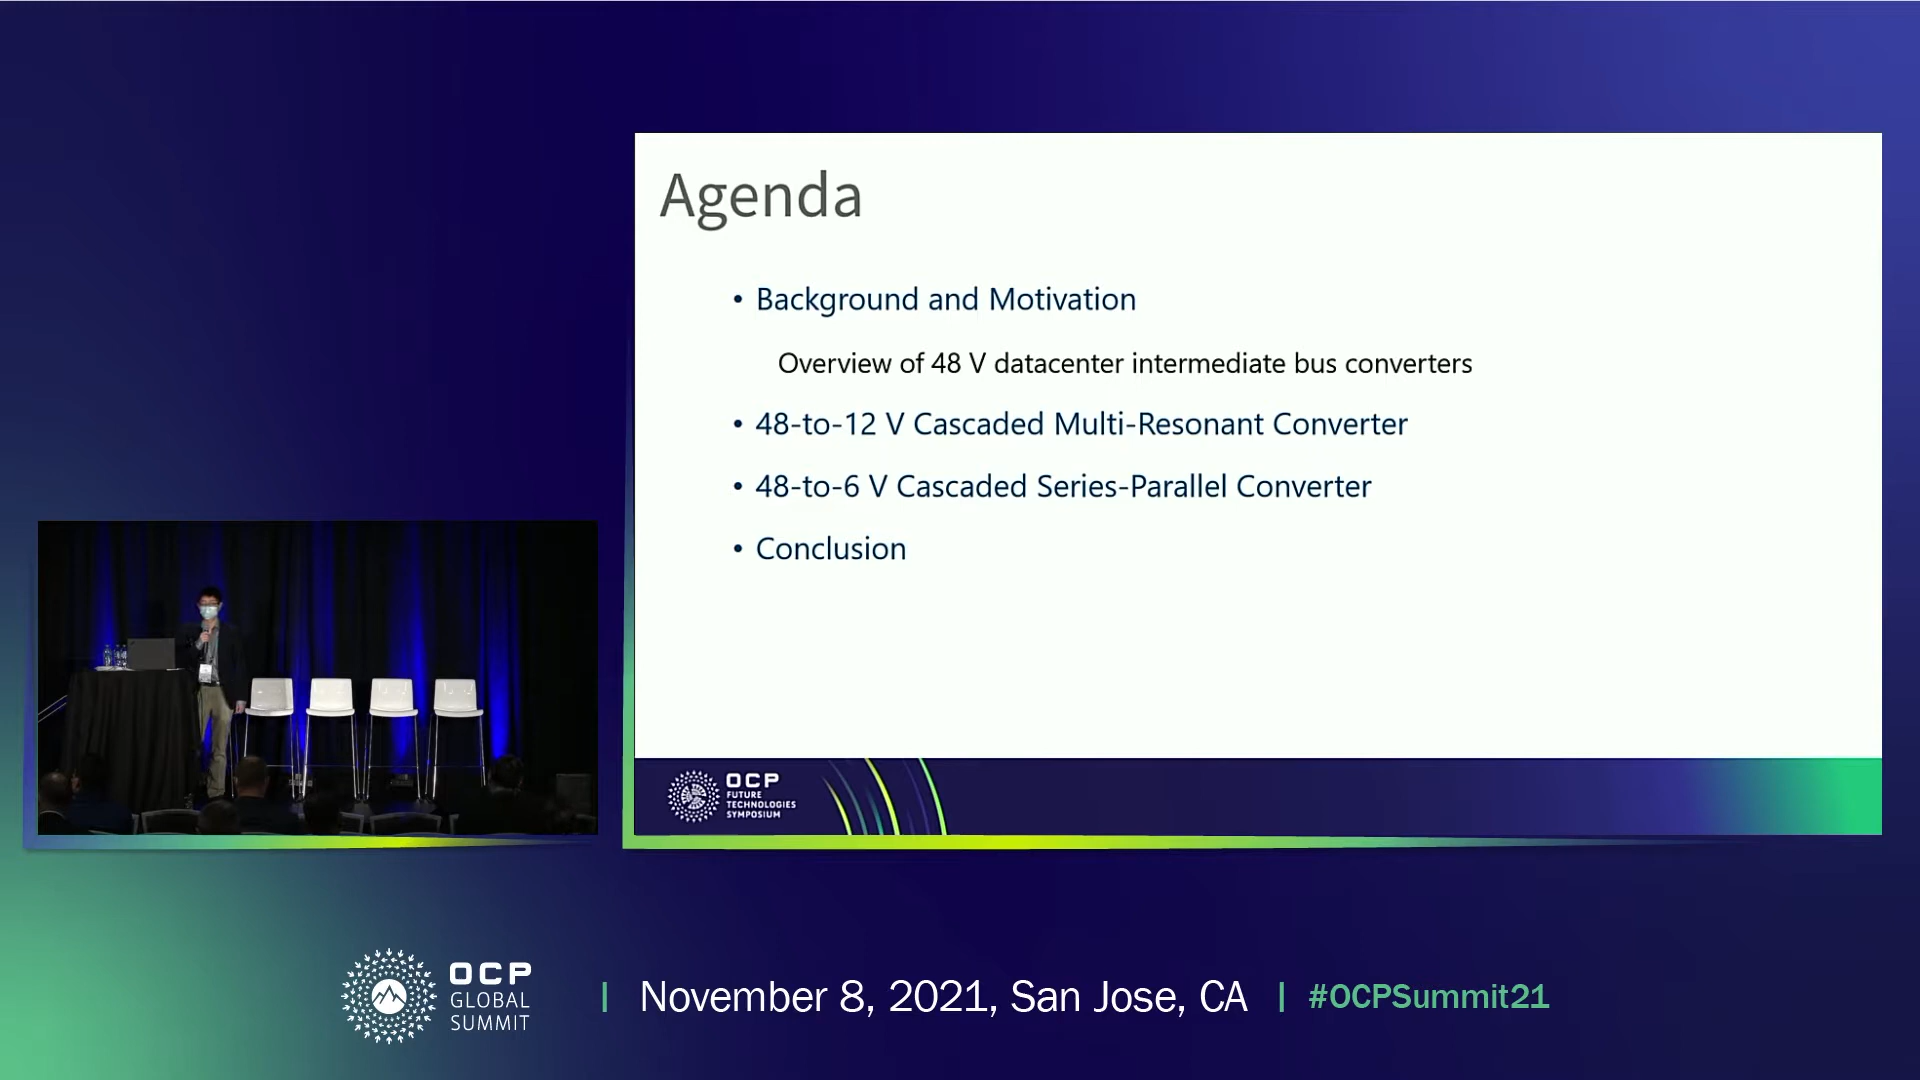 Agenda
• Background and Motivation
Overview of 48 V datacenter intermediate bus converters
• 48-to-12 V Cascaded Multi-Resonant Converter
• 48-to-6 V Cascaded Series-Parallel Converter
• Conclusion
OCP
FUTURE
TECHNOLOGIES
SYMPOSIUM
OCP
GLOBAL
SUMMIT
| November 8, 2021, San Jose, CA | #OCPSummit21